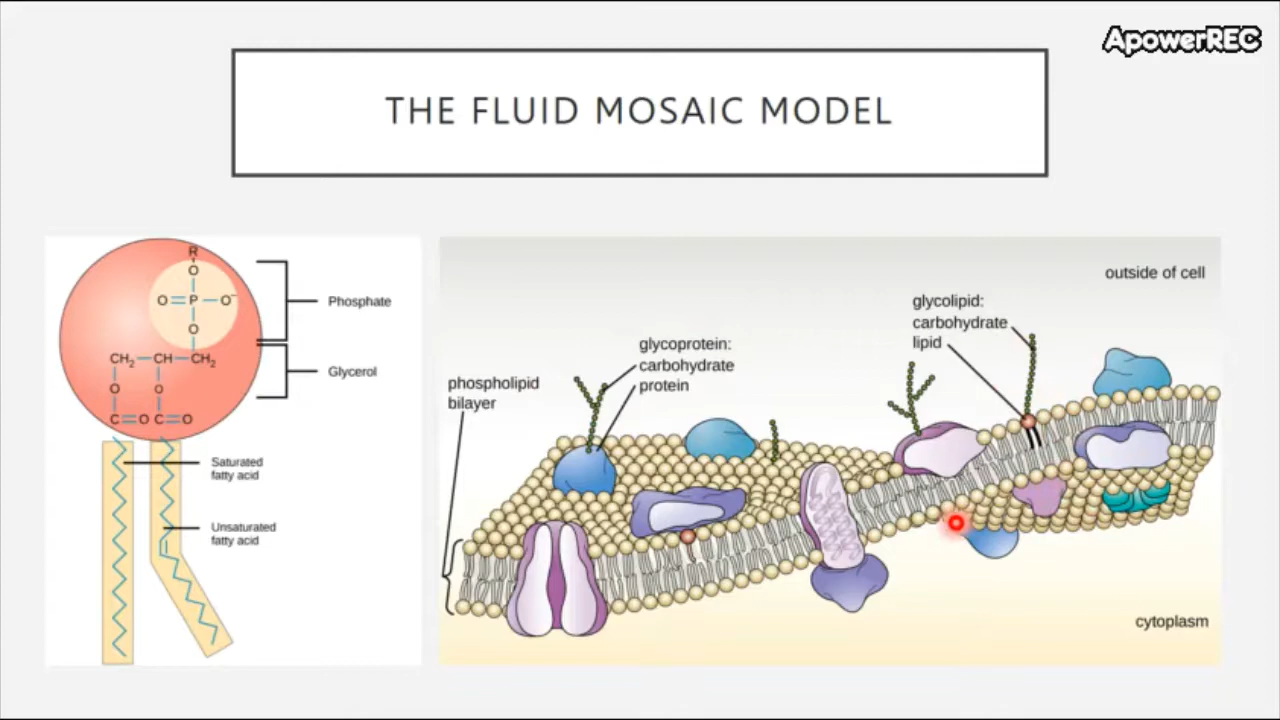 ApowerREC
THE FLUID MOSAIC MODEL
R
O
O=P-O⁻
O
CH₂-CH-CH₂
O O
C=O C=O
Phosphate
Glycerol
Saturated
fatty acid
Unsaturated
fatty acid
outside of cell
glycolipid:
carbohydrate
lipid
glycoprotein:
carbohydrate
protein
phospholipid
bilayer
cytoplasm